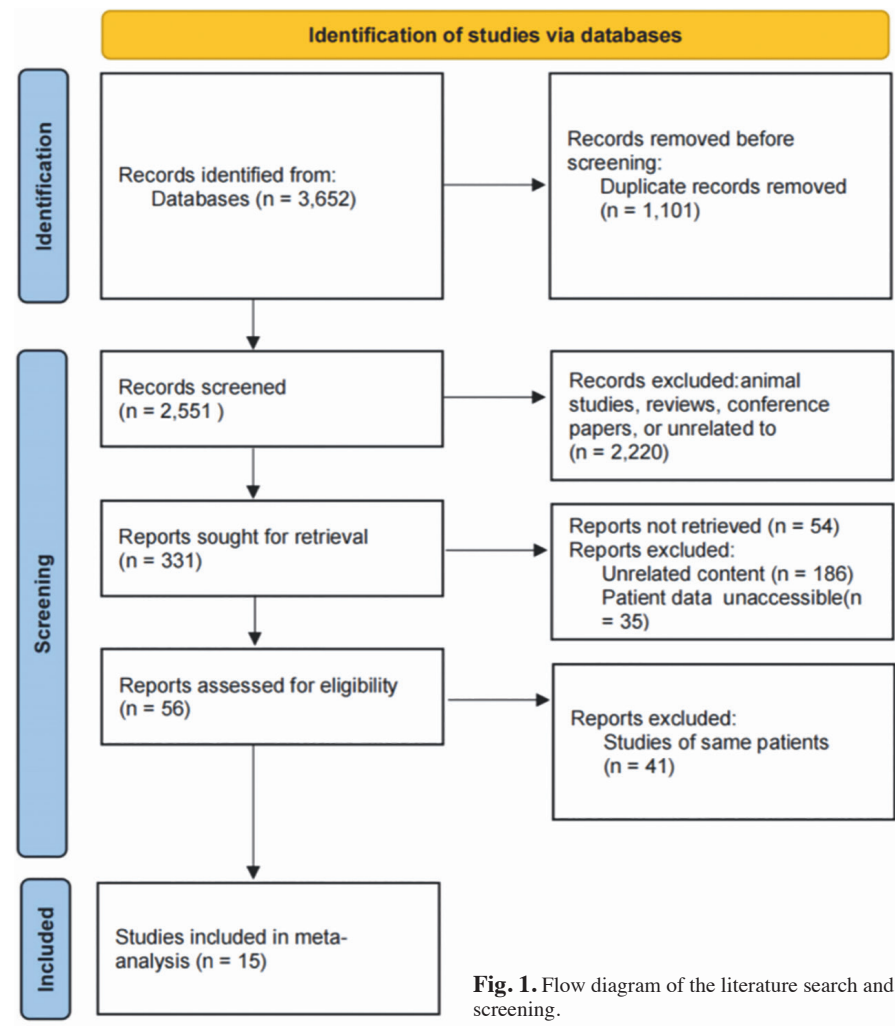 Identification of studies via databases
Identification
Records identified from:
Databases (n = 3,652)
Records removed before
screening:
Duplicate records removed
(n = 1,101)
Screening
Records screened
(n = 2,551 )
Records excluded:animal
studies, reviews, conference
papers, or unrelated to
(n = 2,220)
Reports sought for retrieval
(n = 331)
Reports not retrieved (n = 54)
Reports excluded:
Unrelated content (n = 186)
Patient data unaccessible(n
= 35)
Reports assessed for eligibility
(n = 56)
Reports excluded:
Studies of same patients
(n = 41)
Included
Studies included in meta-
analysis (n = 15)
Fig. 1. Flow diagram of the literature search and
screening.